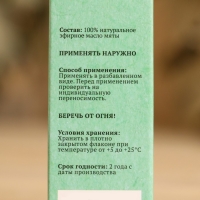 Состав: 100% натуральное
эфирное масло мяты
ПРИМЕНЯТЬ НАРУЖНО
Способ применения:
Применять в разбавленном
виде. Перед применением
проверить на
индивидуальную
переносимость.
БЕРЕЧЬ ОТ ОГНЯ!
Условия хранения:
Хранить в плотно
закрытом флаконе при
температуре от +5 до +25°С
Срок годности: 2 года с
даты производства